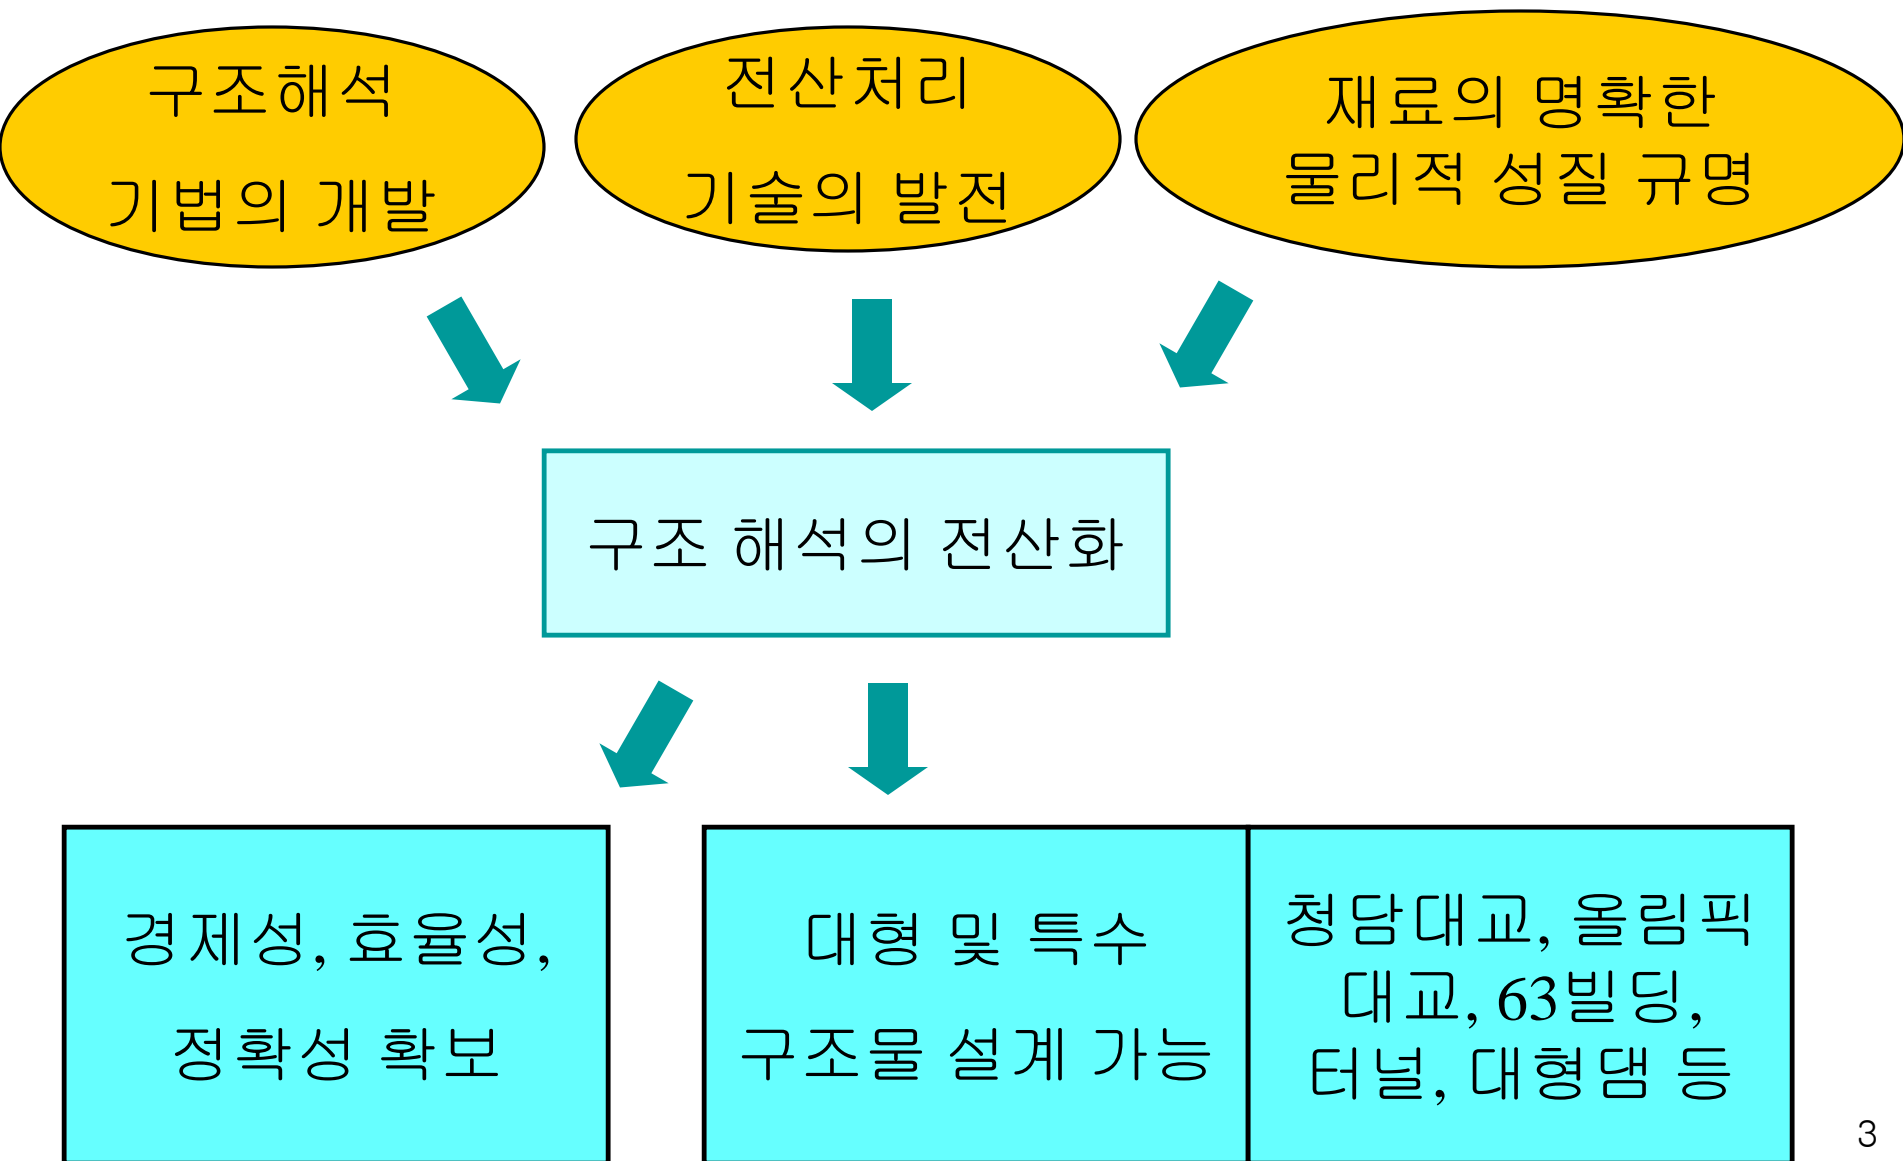 구조해석
기법의 개발
전산처리
기술의 발전
재료의 명확한
물리적 성질 규명
구조 해석의 전산화
경제성, 효율성,
정확성 확보
대형 및 특수
구조물 설계 가능
청담대교, 올림픽
대교, 63빌딩,
터널, 대형댐 등
3